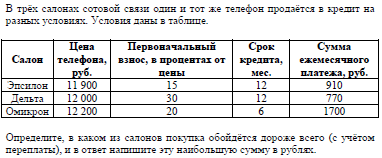 В трёх салонах сотовой связи один и тот же телефон продаётся в кредит на
разных условиях. Условия даны в таблице.
Салон Цена телефона, руб. Первоначальный взнос, в процентах от цены Срок кредита, мес. Сумма ежемесячного платежа, руб.
Эпсилон 11 900 15 12 910
Дельта 12 000 30 12 770
Омикрон 12 200 20 6 1700
Определите, в каком из салонов покупка обойдётся дороже всего (с учётом
переплаты), и в ответ напишите эту наибольшую сумму в рублях.